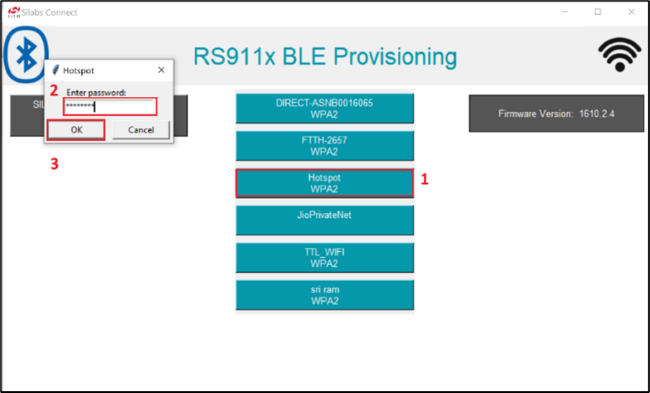 Silabs Connect
RS911x BLE Provisioning
Hotspot
2
Enter password:
********
OK
Cancel
3
DIRECT-ASNB0016065
WPA2
FTTH-2657
WPA2
Hotspot
WPA2
1
JioPrivateNet
TTL_WIFI
WPA2
sri ram
WPA2
Firmware Version: 1610.2.4